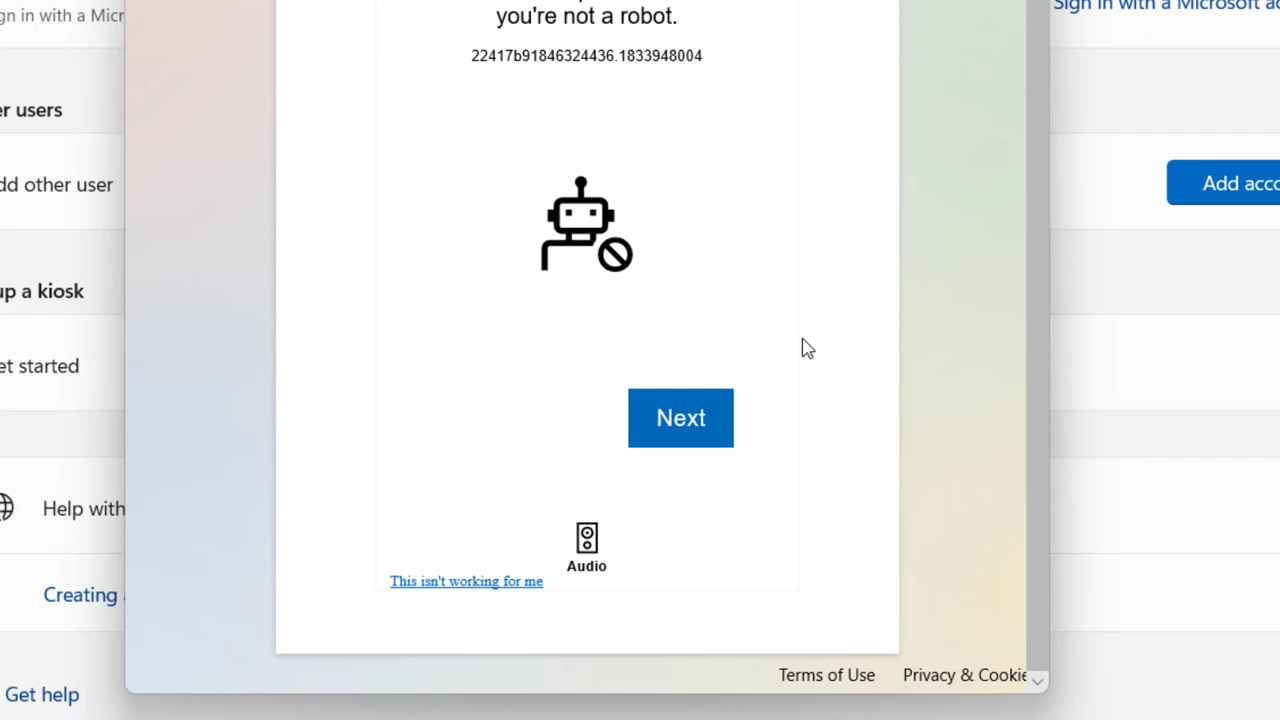 gn in with a Micr
Sign in with a Microsoft ac
you're not a robot.
22417b91846324436.1833948004
er users
dd other user
Add acco
up a kiosk
et started
Next
Help with
Audio
This isn't working for me
Creating a
Terms of Use
Privacy & Cookie
Get help